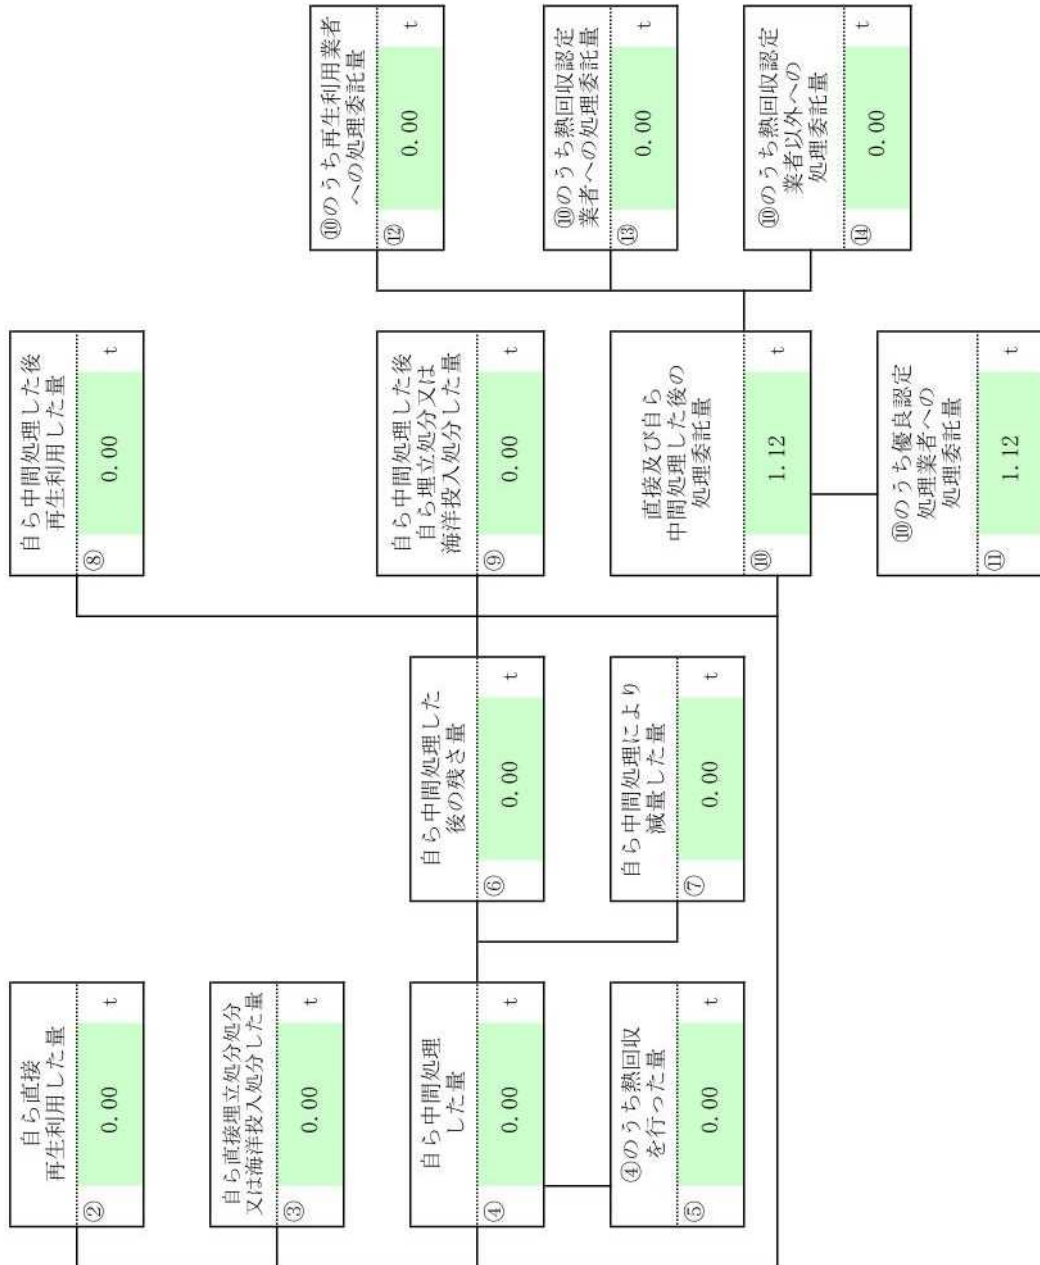 自ら直接
再生利用した量
②
0.00
t
自ら直接埋立処分処分
又は海洋投入処分した量
③
0.00
t
自ら中間処理
した量
④
0.00
t
④のうち熱回収
を行った量
⑤
0.00
t
自ら中間処理した
後の残さ量
⑥
0.00
t
自ら中間処理により
減量した量
⑦
0.00
t
自ら中間処理した後
再生利用した量
⑧
0.00
t
自ら中間処理した後
自ら埋立処分又は
海洋投入処分した量
⑨
0.00
t
直接及び自ら
中間処理した後の
処理委託量
⑩
1.12
t
⑩のうち優良認定
処理業者への
処理委託量
⑪
1.12
t
⑩のうち再生利用業者
への処理委託量
⑫
0.00
t
⑩のうち熱回収認定
業者への処理委託量
⑬
0.00
t
⑩のうち熱回収認定
業者以外への
処理委託量
⑭
0.00
t